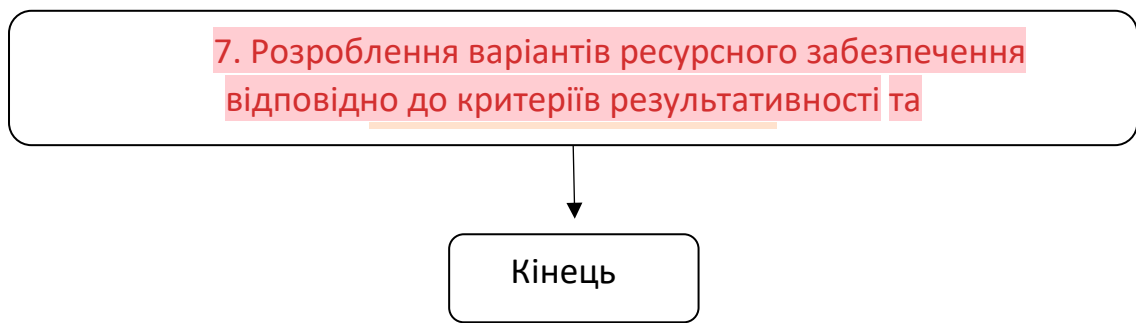 7. Розроблення варіантів ресурсного забезпечення
відповідно до критеріїв результативності та
Кінець